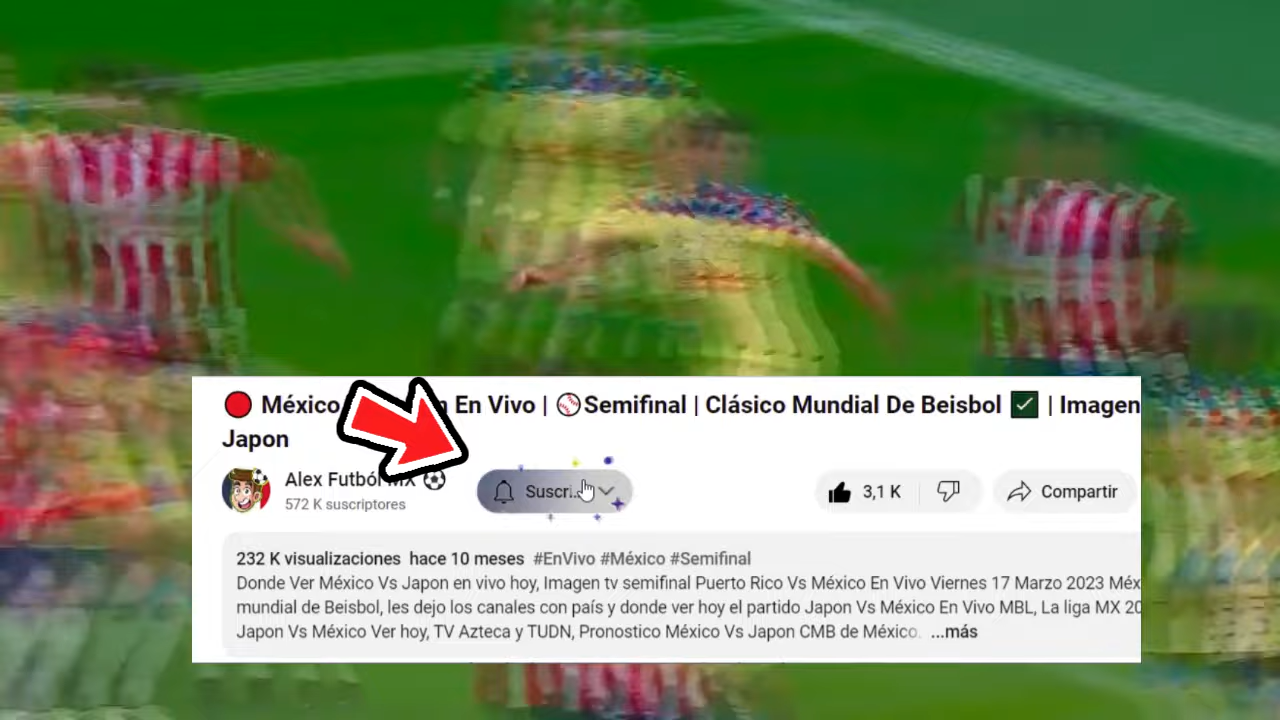 México n En Vivo | Semifinal | Clásico Mundial De Beisbol | Imagen
Japon
Alex Futból MX
572 K suscriptores
Suscri...
3,1 K
Compartir
232 K visualizaciones hace 10 meses #EnVivo #México #Semifinal
Donde Ver México Vs Japon en vivo hoy, Imagen tv semifinal Puerto Rico Vs México En Vivo Viernes 17 Marzo 2023 Méx
mundial de Beisbol, les dejo los canales con país y donde ver hoy el partido Japon Vs México En Vivo MBL, La liga MX 20
Japon Vs México Ver hoy, TV Azteca y TUDN, Pronostico México Vs Japon CMB de México. ...más